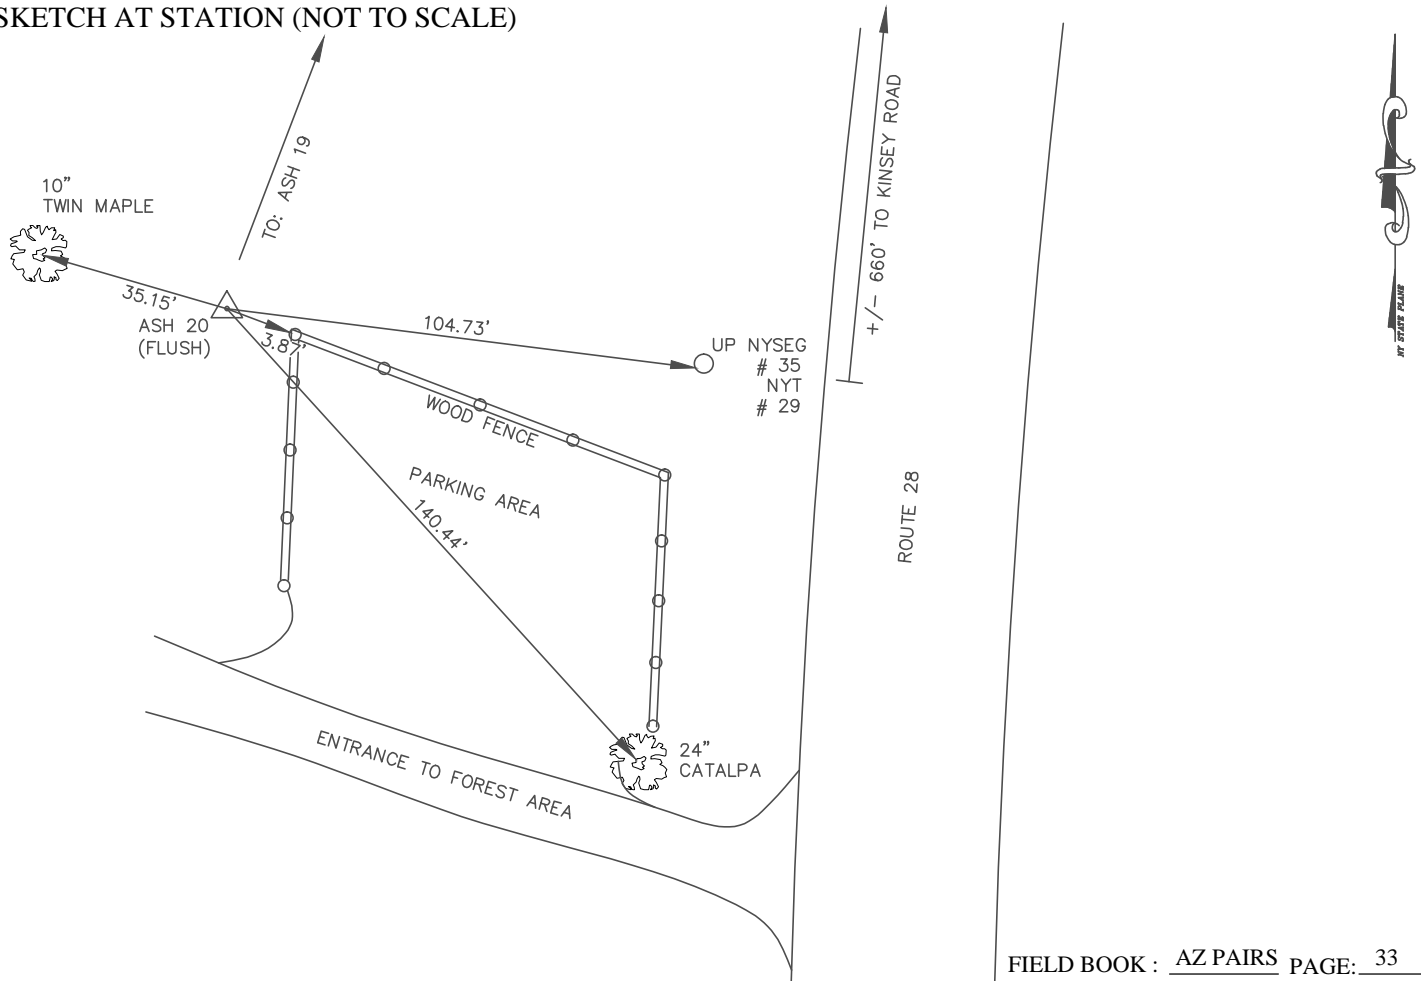 SKETCH AT STATION (NOT TO SCALE)
TO: ASH 19
10”
TWIN MAPLE
35.15’
ASH 20
(FLUSH)
3.87’
104.73’
UP NYSEG
# 35
NYT
# 29
+/- 660’ TO KINSEY ROAD
NY STATE PLANE
WOOD FENCE
PARKING AREA
140.44’
ROUTE 28
24”
CATALPA
ENTRANCE TO FOREST AREA
FIELD BOOK : AZ PAIRS PAGE: 33